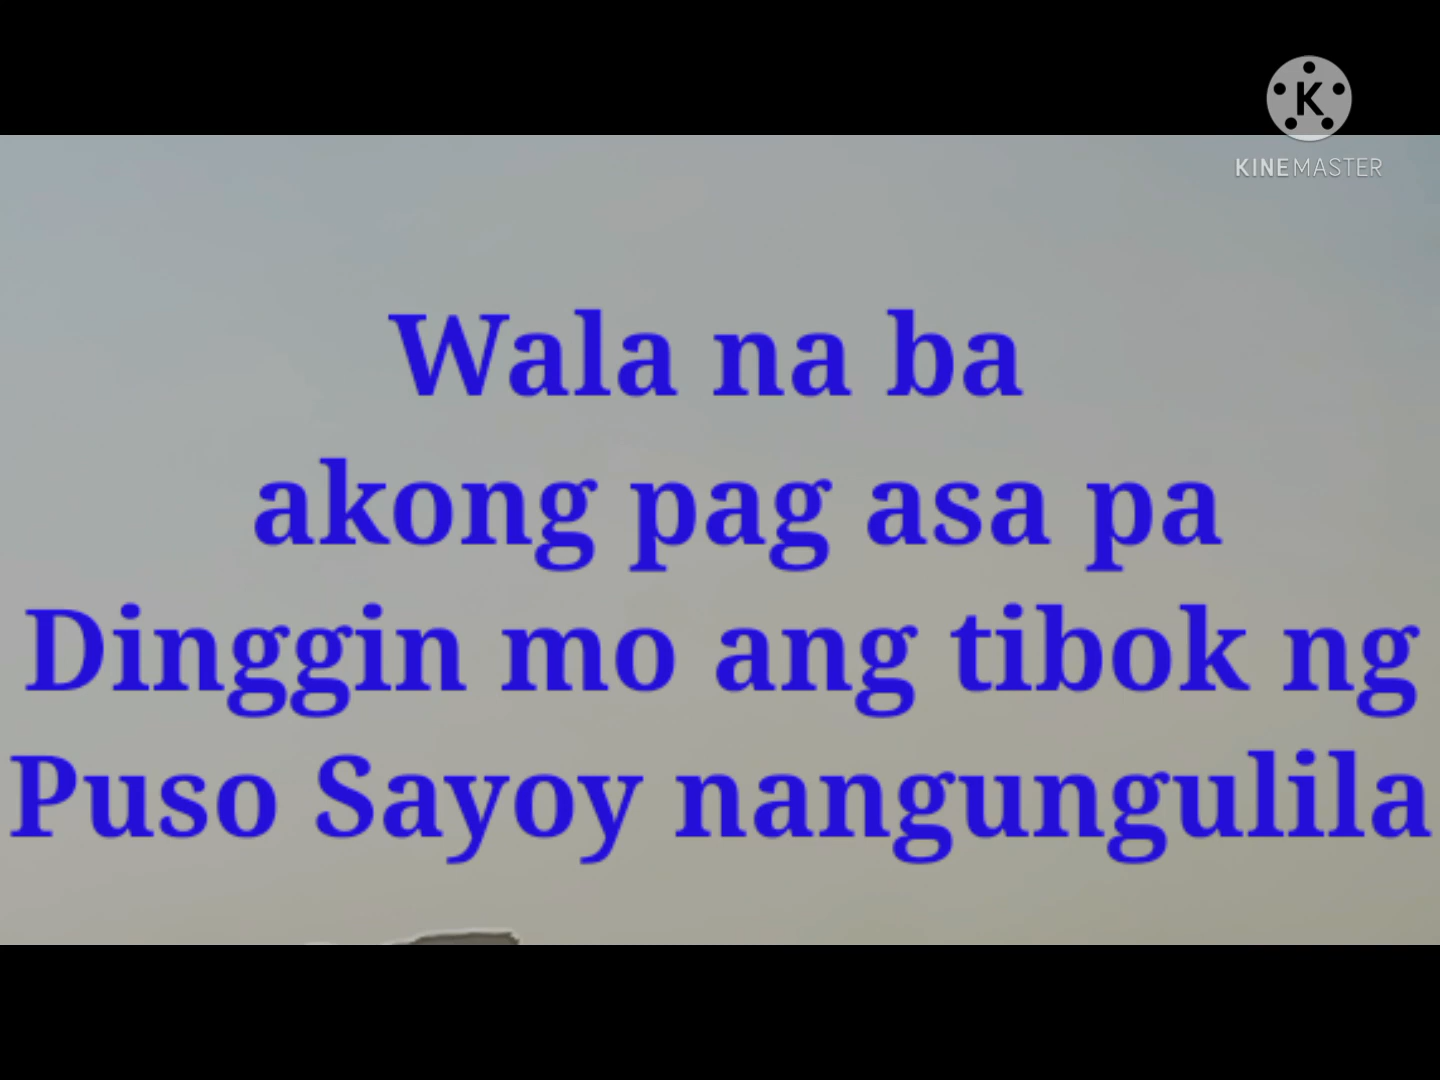 K
KINEMASTER
Wala na ba
akong pag asa pa
Dinggin mo ang tibok ng
Puso Sayoy nangungulila